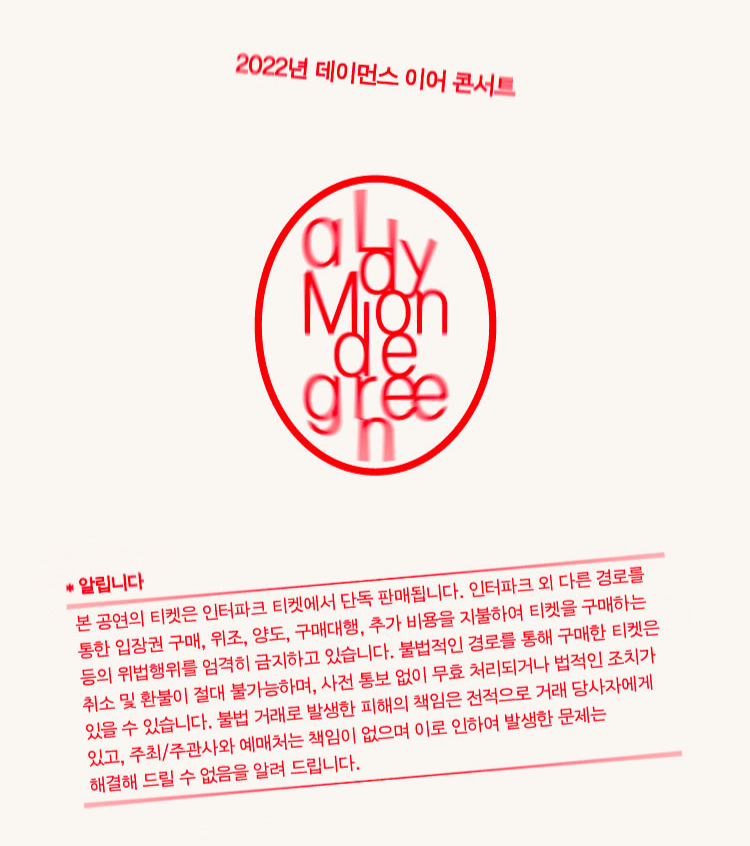 2022년 데이먼스 이어 콘서트
a Lady
Mondegreen
* 알립니다
본 공연의 티켓은 인터파크 티켓에서 단독 판매됩니다. 인터파크 외 다른 경로를
통한 입장권 구매, 위조, 양도, 구매대행, 추가 비용을 지불하여 티켓을 구매하는
등의 위법행위를 엄격히 금지하고 있습니다. 불법적인 경로를 통해 구매한 티켓은
취소 및 환불이 절대 불가능하며, 사전 통보 없이 무효 처리되거나 법적인 조치가
있을 수 있습니다. 불법 거래로 발생한 피해의 책임은 전적으로 거래 당사자에게
있고, 주최/주관사와 예매처는 책임이 없으며 이로 인하여 발생한 문제는
해결해 드릴 수 없음을 알려 드립니다.